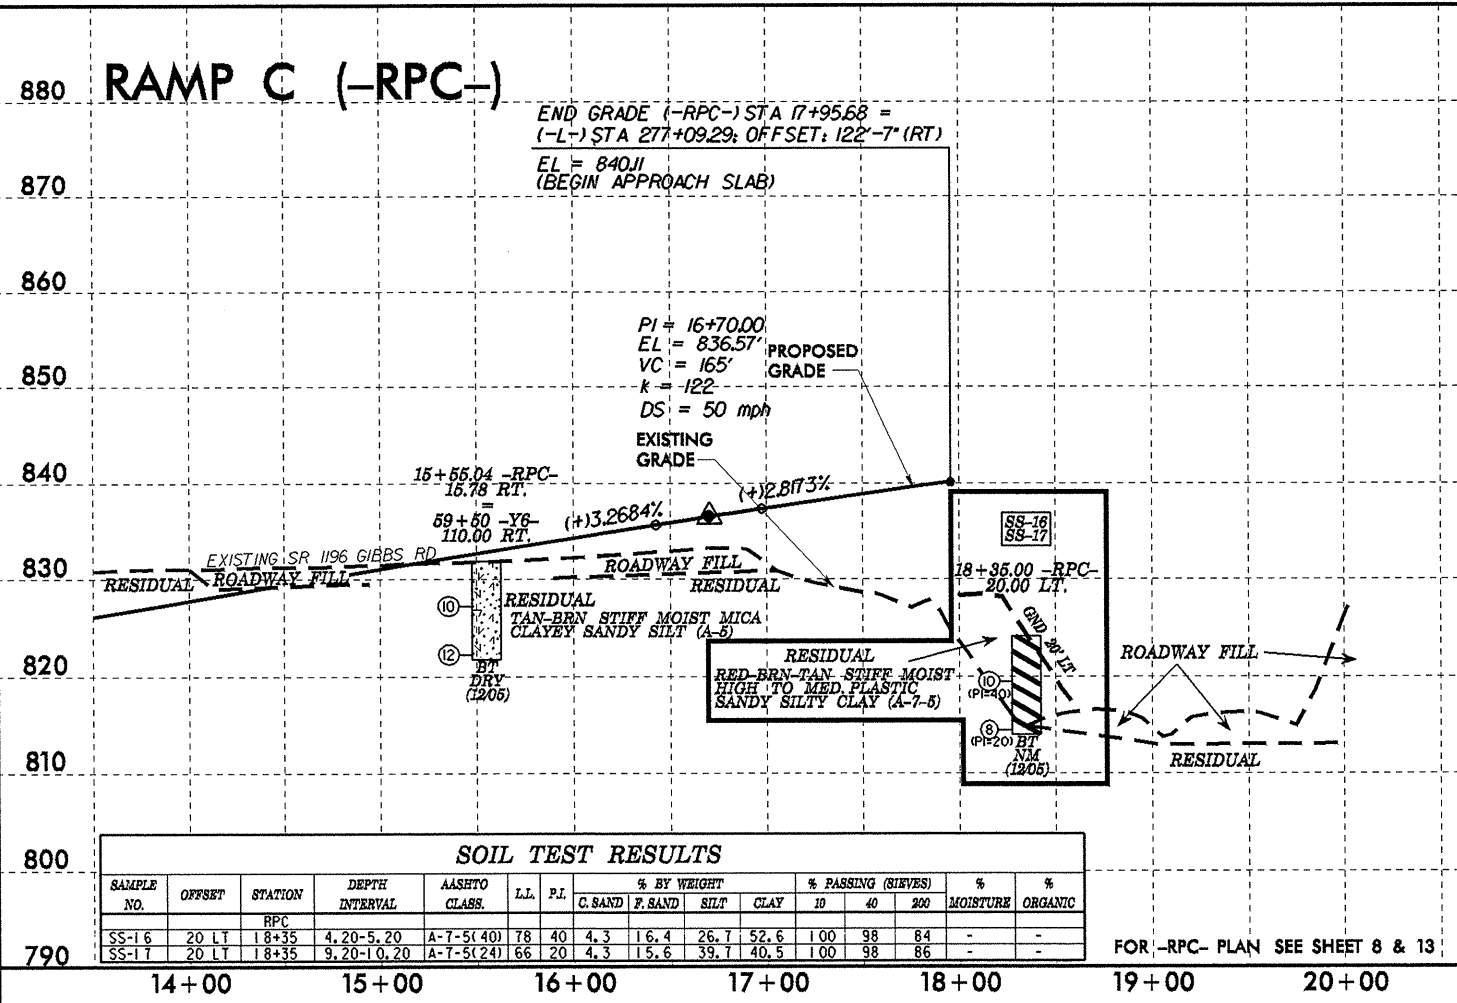 RAMP C (-RPC-)
880
870
860
850
840
830
820
810
800
790
END GRADE (-RPC-) STA 17+95.68 =
(-L-) STA 277+09.29; OFFSET: 122'-7" (RT)
EL = 840.11
(BEGIN APPROACH SLAB)
PI = 16+70.00
EL = 836.57'
VC = 165'
K = 122
DS = 50 mph
PROPOSED
GRADE
EXISTING
GRADE
15+55.04 -RPC-
15.78 RT.
=
59+50 -Y6-
110.00 RT.
(+)3.2684%
(+)2.8173%
EXISTING SR 1196 GIBBS RD
RESIDUAL
ROADWAY FILL
ROADWAY FILL
RESIDUAL
10
12
RESIDUAL
TAN-BRN STIFF MOIST MICA
CLAYEY SANDY SILT (A-5)
BT
DRY
(12/05)
SS-16
SS-17
18+35.00 -RPC-
20.00 LT.
GND 20' LT
RESIDUAL
RED-BRN-TAN STIFF MOIST
HIGH TO MED. PLASTIC
SANDY SILTY CLAY (A-7-5)
10
(PI=40)
8
(PI=20)
BT
NM
(12/05)
ROADWAY FILL
RESIDUAL
SOIL TEST RESULTS
SAMPLE NO. OFFSET STATION DEPTH INTERVAL AASHTO CLASS. L.L. P.I. % BY WEIGHT % PASSING (SIEVES) % MOISTURE % ORGANIC
C. SAND F. SAND SILT CLAY 10 40 200
RPC
SS-16 20 LT 18+35 4.20-5.20 A-7-5(40) 78 40 4.3 16.4 26.7 52.6 100 98 84 - -
SS-17 20 LT 18+35 9.20-10.20 A-7-5(24) 66 20 4.3 15.6 39.7 40.5 100 98 86 - -
FOR -RPC- PLAN SEE SHEET 8 & 13
14+00 15+00 16+00 17+00 18+00 19+00 20+00